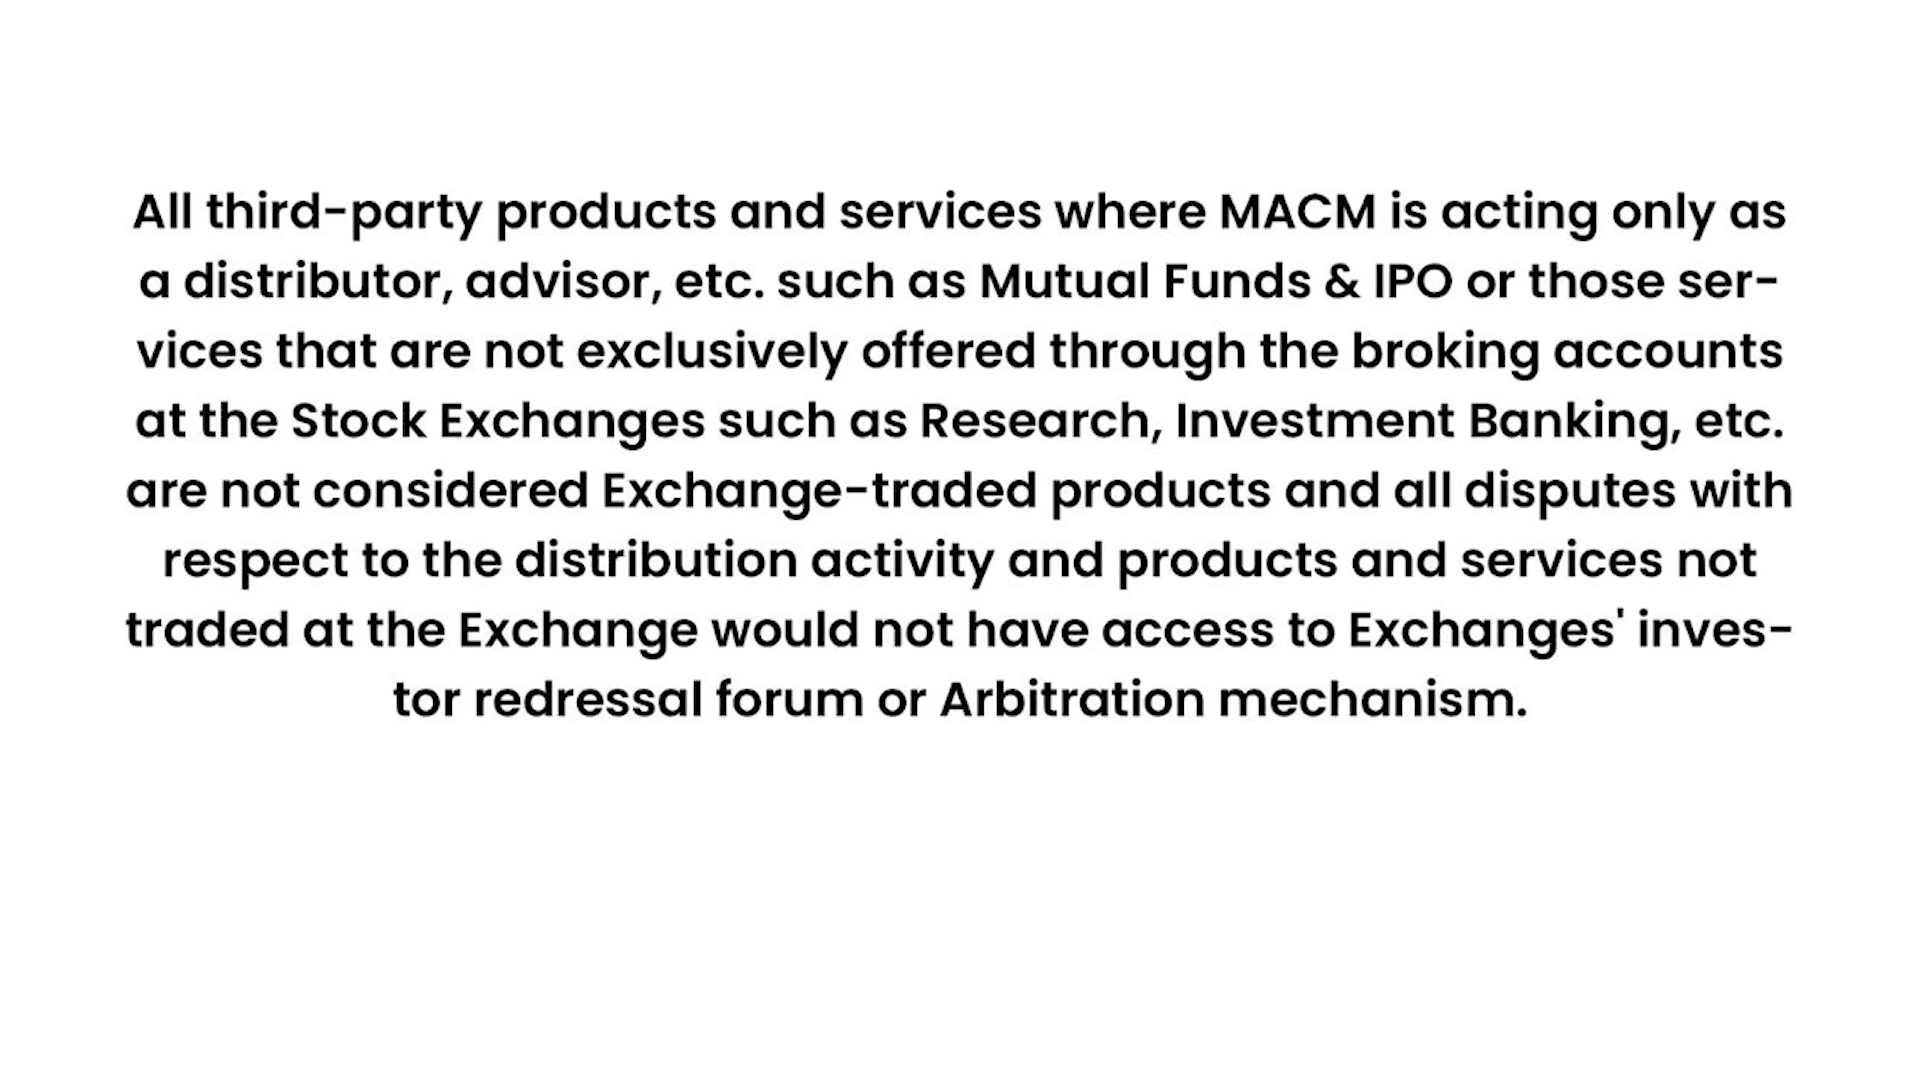 All third-party products and services where MACM is acting only as
a distributor, advisor, etc. such as Mutual Funds & IPO or those ser-
vices that are not exclusively offered through the broking accounts
at the Stock Exchanges such as Research, Investment Banking, etc.
are not considered Exchange-traded products and all disputes with
respect to the distribution activity and products and services not
traded at the Exchange would not have access to Exchanges' inves-
tor redressal forum or Arbitration mechanism.